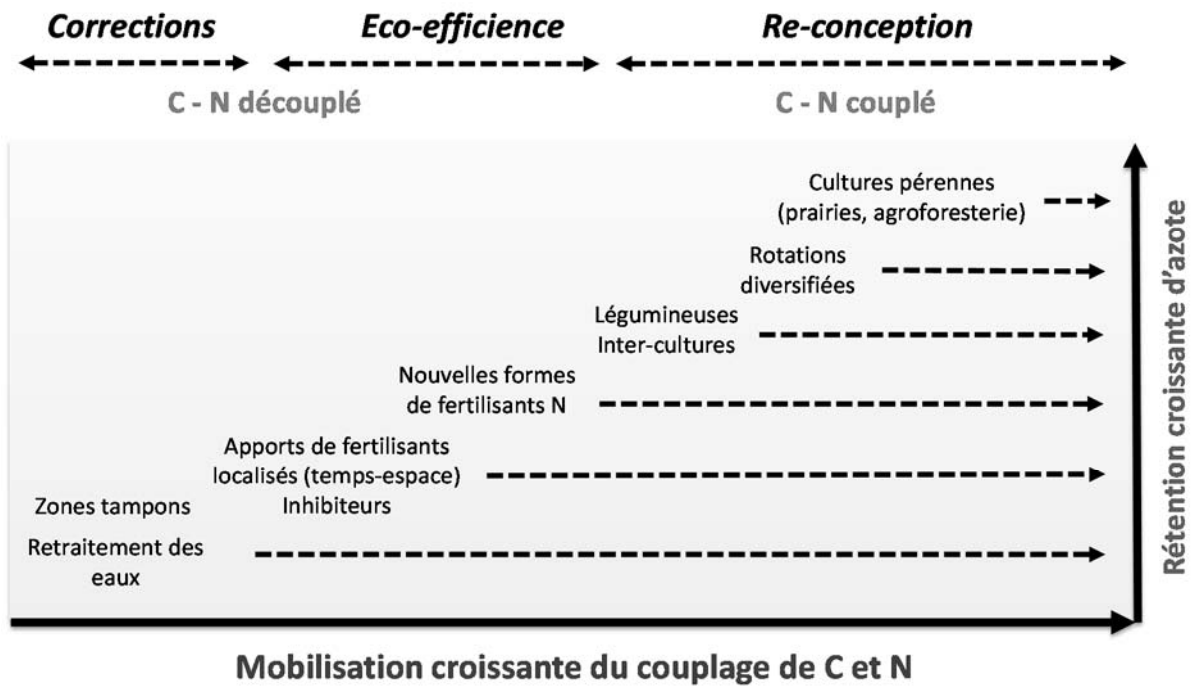 Corrections Eco-efficience Re-conception
C - N découplé C - N couplé
Cultures pérennes
(prairies, agroforesterie)
Rotations
diversifiées
Légumineuses
Inter-cultures
Nouvelles formes
de fertilisants N
Apports de fertilisants
localisés (temps-espace)
Inhibiteurs
Zones tampons
Retraitement des
eaux
Rétention croissante d'azote
Mobilisation croissante du couplage de C et N